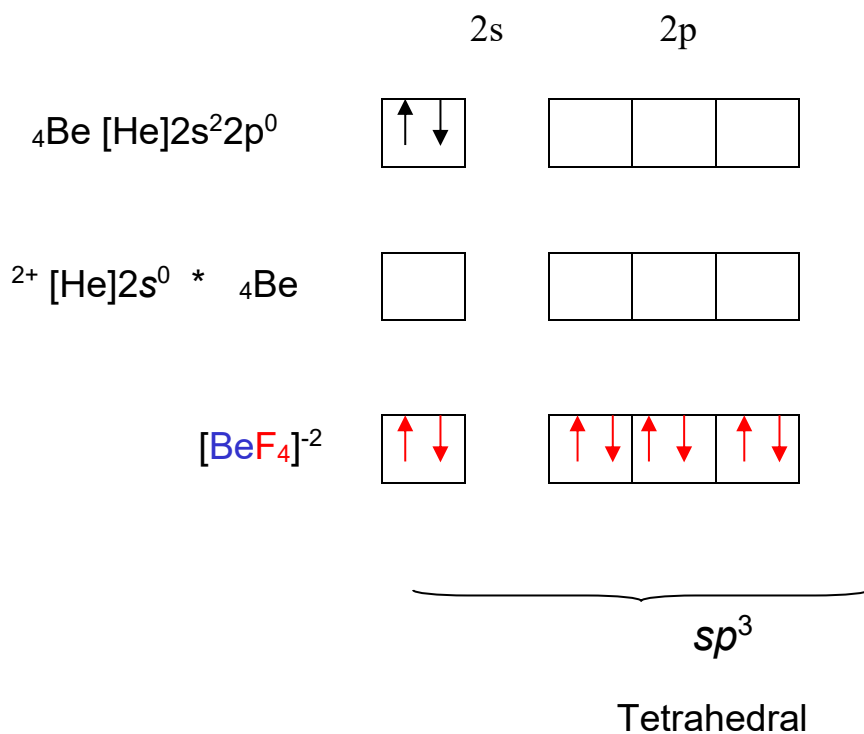 2s 2p
₄Be [He]2s²2p⁰
²⁺ [He]2s⁰ * ₄Be
[BeF₄]⁻²
sp³
Tetrahedral